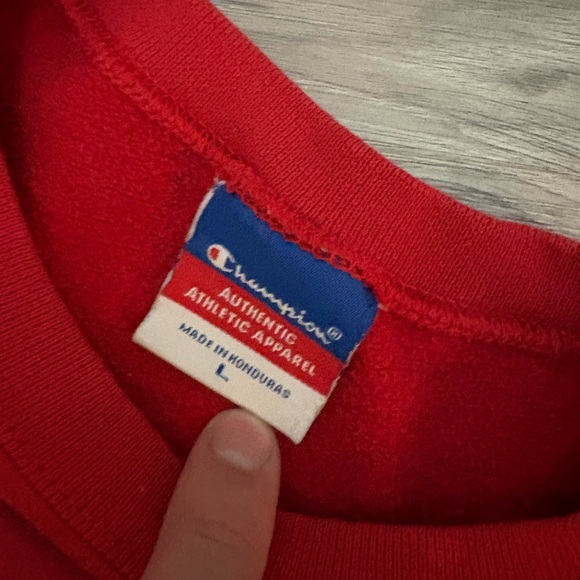 Champion®
AUTHENTIC
ATHLETIC APPAREL
MADE IN HONDURAS
L